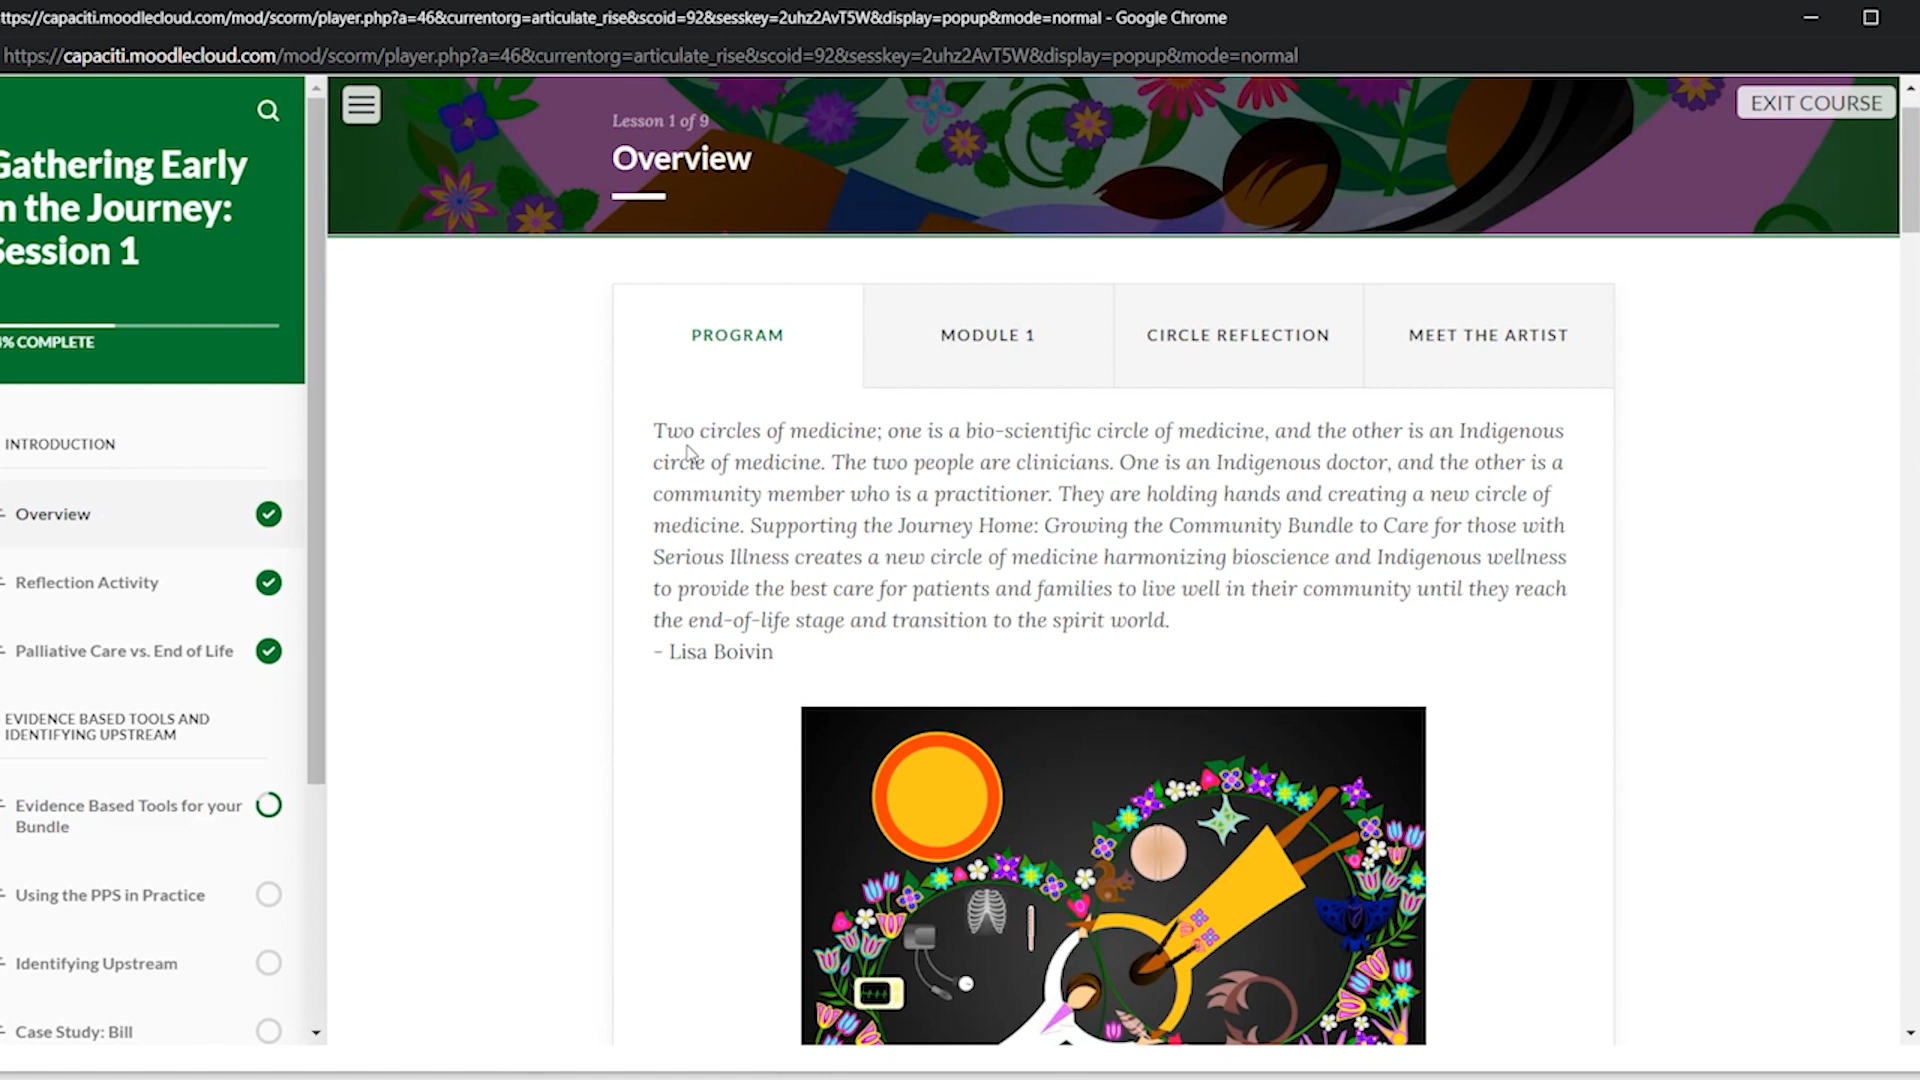 ttps://capaciti.moodlecloud.com/mod/scorm/player.php?a=46&currentorg=articulate_rise&scoid=92&sesskey=2uhz2AvT5W&display=popup&mode=normal - Google Chrome
https://capaciti.moodlecloud.com/mod/scorm/player.php?a=46&currentorg=articulate_rise&scoid=92&sesskey=2uhz2AvT5W&display=popup&mode=normal
Gathering Early
n the Journey:
Session 1
% COMPLETE
INTRODUCTION
Overview
Reflection Activity
Palliative Care vs. End of Life
EVIDENCE BASED TOOLS AND
IDENTIFYING UPSTREAM
Evidence Based Tools for your
Bundle
Using the PPS in Practice
Identifying Upstream
Case Study: Bill
Lesson 1 of 9
Overview
EXIT COURSE
PROGRAM
MODULE 1
CIRCLE REFLECTION
MEET THE ARTIST
Two circles of medicine; one is a bio-scientific circle of medicine, and the other is an Indigenous
circle of medicine. The two people are clinicians. One is an Indigenous doctor, and the other is a
community member who is a practitioner. They are holding hands and creating a new circle of
medicine. Supporting the Journey Home: Growing the Community Bundle to Care for those with
Serious Illness creates a new circle of medicine harmonizing bioscience and Indigenous wellness
to provide the best care for patients and families to live well in their community until they reach
the end-of-life stage and transition to the spirit world.
- Lisa Boivin